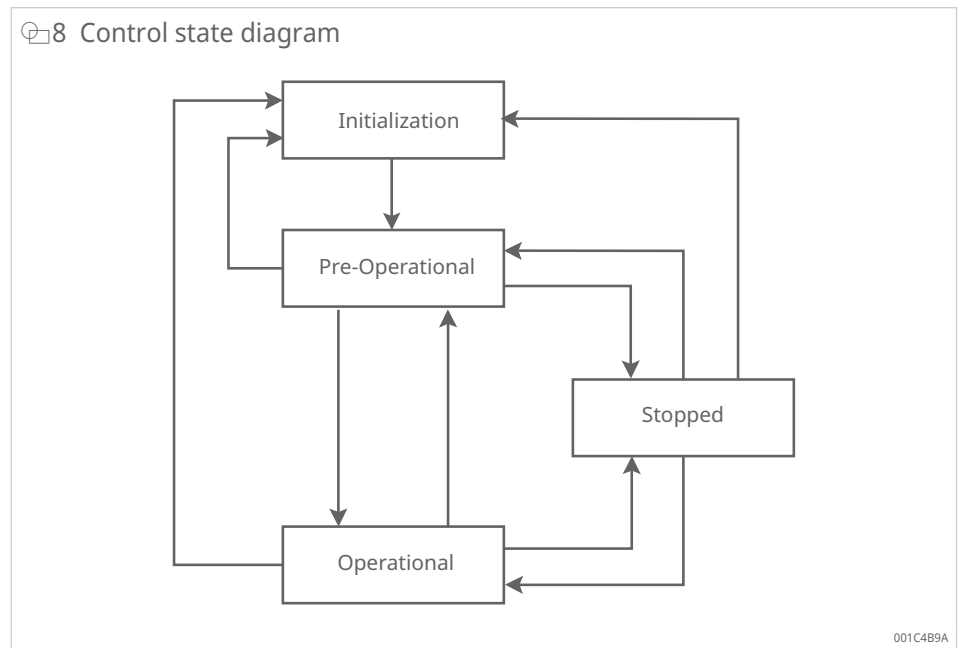 8 Control state diagram
Initialization
Pre-Operational
Stopped
Operational
001C4B9A